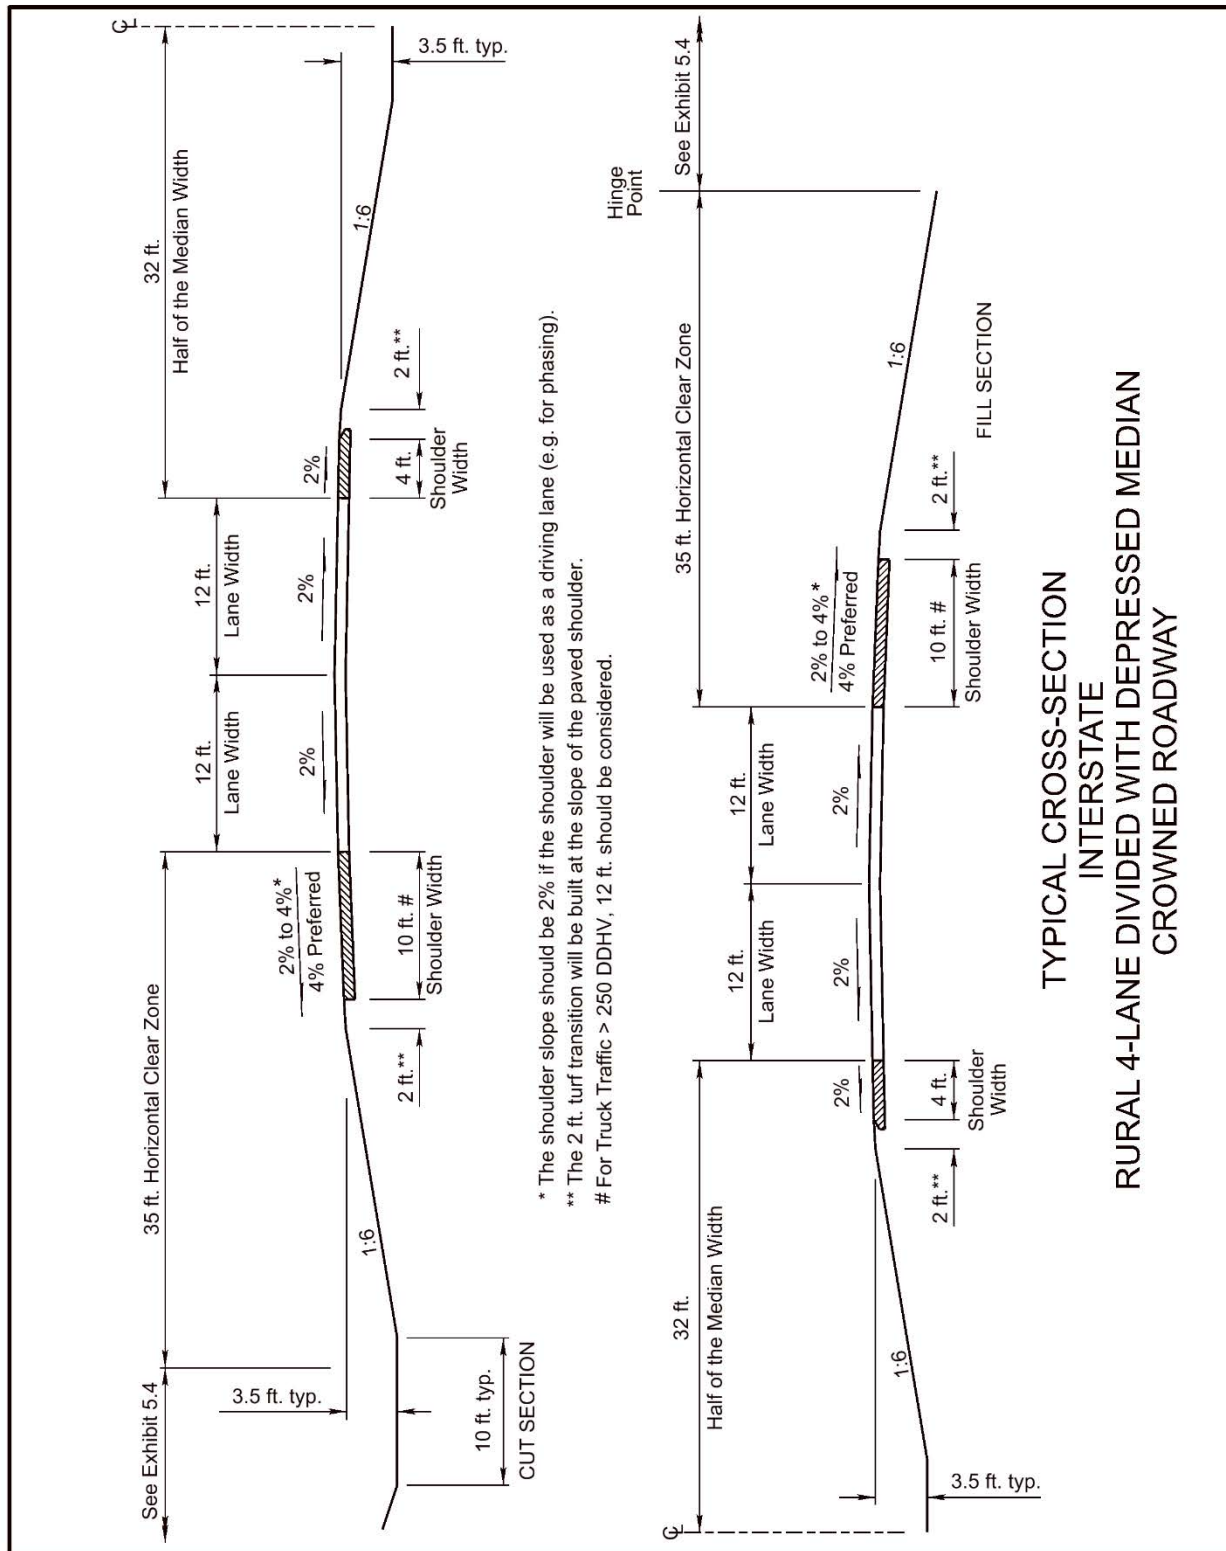 ℄
32 ft.
Half of the Median Width
3.5 ft. typ.
1:6
2 ft.**
4 ft.
Shoulder
Width
2%
12 ft.
Lane Width
2%
12 ft.
Lane Width
2%
35 ft. Horizontal Clear Zone
2% to 4%*
4% Preferred
10 ft. #
Shoulder Width
2 ft.**
1:6
See Exhibit 5.4
3.5 ft. typ.
10 ft. typ.
CUT SECTION
* The shoulder slope should be 2% if the shoulder will be used as a driving lane (e.g. for phasing).
** The 2 ft. turf transition will be built at the slope of the paved shoulder.
# For Truck Traffic > 250 DDHV, 12 ft. should be considered.
See Exhibit 5.4
Hinge
Point
35 ft. Horizontal Clear Zone
1:6
FILL SECTION
2 ft.**
2% to 4%*
4% Preferred
10 ft. #
Shoulder Width
12 ft.
Lane Width
2%
12 ft.
Lane Width
2%
32 ft.
Half of the Median Width
2%
4 ft.
Shoulder
Width
2 ft.**
1:6
3.5 ft. typ.
℄
TYPICAL CROSS-SECTION
INTERSTATE
RURAL 4-LANE DIVIDED WITH DEPRESSED MEDIAN
CROWNED ROADWAY